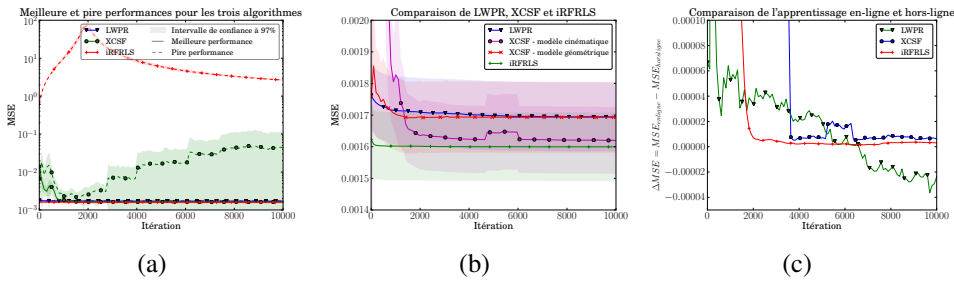 Meilleure et pire performances pour les trois algorithmes
LWPR
XCSF
iRFRLS
Intervalle de confiance à 97%
Meilleure performance
Pire performance
MSE
10²
10¹
10⁰
10⁻¹
10⁻²
10⁻³
0 2000 4000 6000 8000 10000
Itération
(a)
Comparaison de LWPR, XCSF et iRFRLS
LWPR
XCSF - modèle cinématique
XCSF - modèle géométrique
iRFRLS
MSE
0.0020
0.0019
0.0018
0.0017
0.0016
0.0015
0.0014
0 2000 4000 6000 8000 10000
Itération
(b)
Comparaison de l'apprentissage en-ligne et hors-ligne
LWPR
XCSF
iRFRLS
0.00010
0.00008
0.00006
0.00004
0.00002
0.00000
−0.00002
−0.00004
0 2000 4000 6000 8000 10000
Itération
(c)